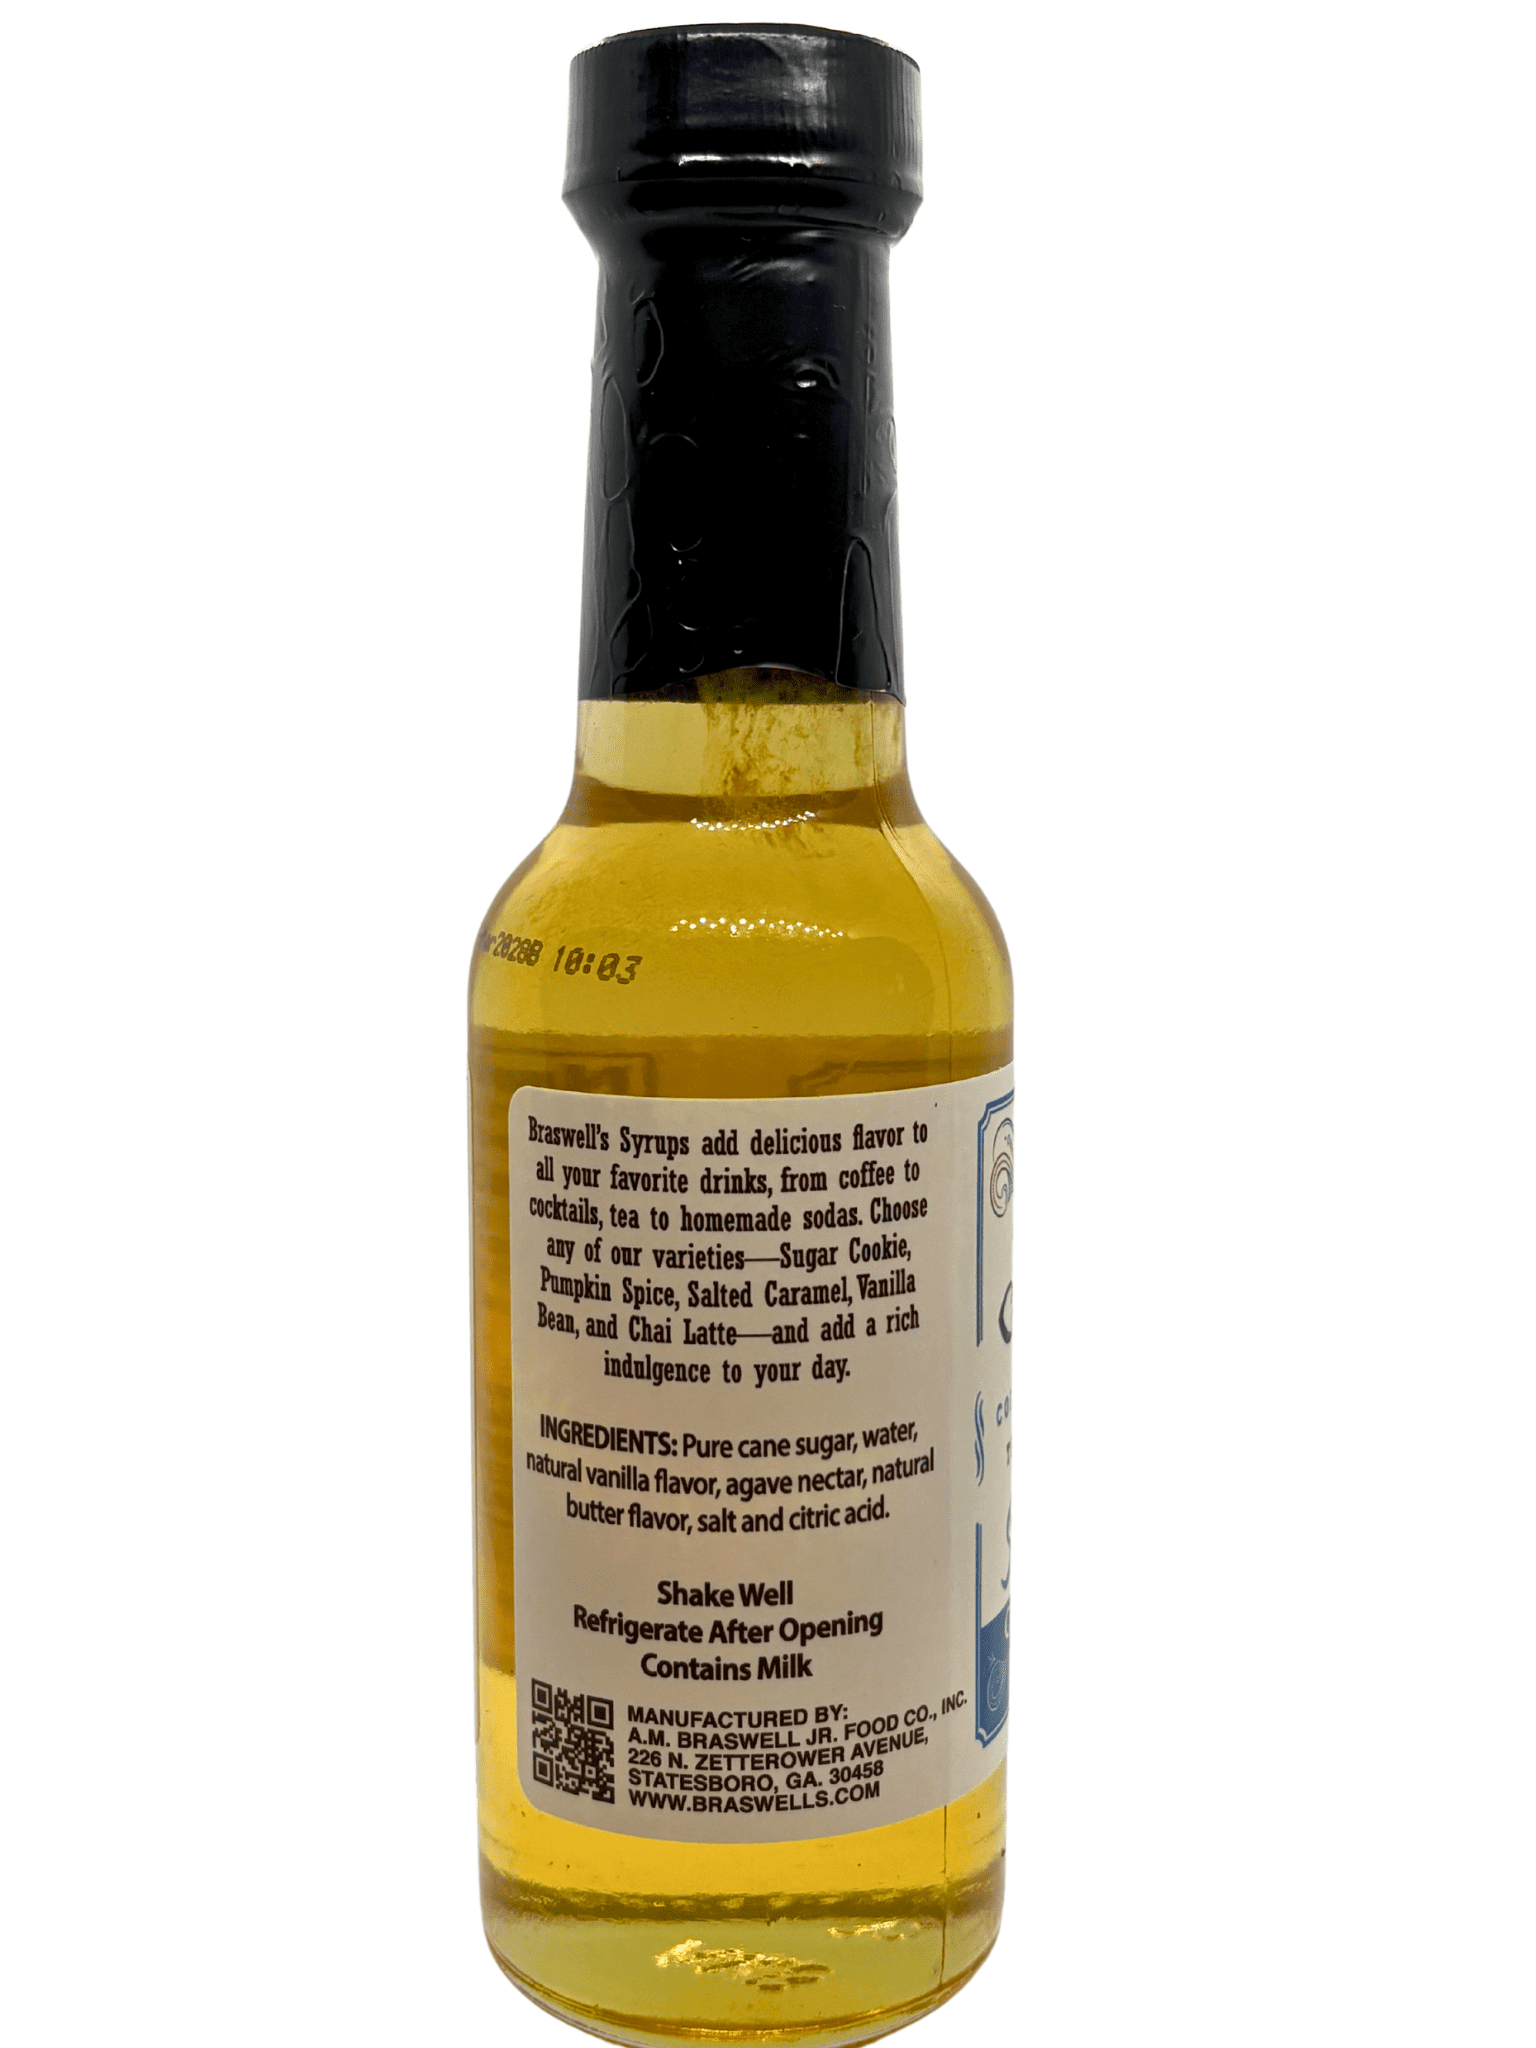 2028B 10:03
Braswell's Syrups add delicious flavor to
all your favorite drinks, from coffee to
cocktails, tea to homemade sodas. Choose
any of our varieties—Sugar Cookie,
Pumpkin Spice, Salted Caramel, Vanilla
Bean, and Chai Latte—and add a rich
indulgence to your day.
INGREDIENTS: Pure cane sugar, water,
natural vanilla flavor, agave nectar, natural
butter flavor, salt and citric acid.
Shake Well
Refrigerate After Opening
Contains Milk
MANUFACTURED BY:
A.M. BRASWELL JR. FOOD CO., INC.
226 N. ZETTEROWER AVENUE,
STATESBORO, GA. 30458
WWW.BRASWELLS.COM